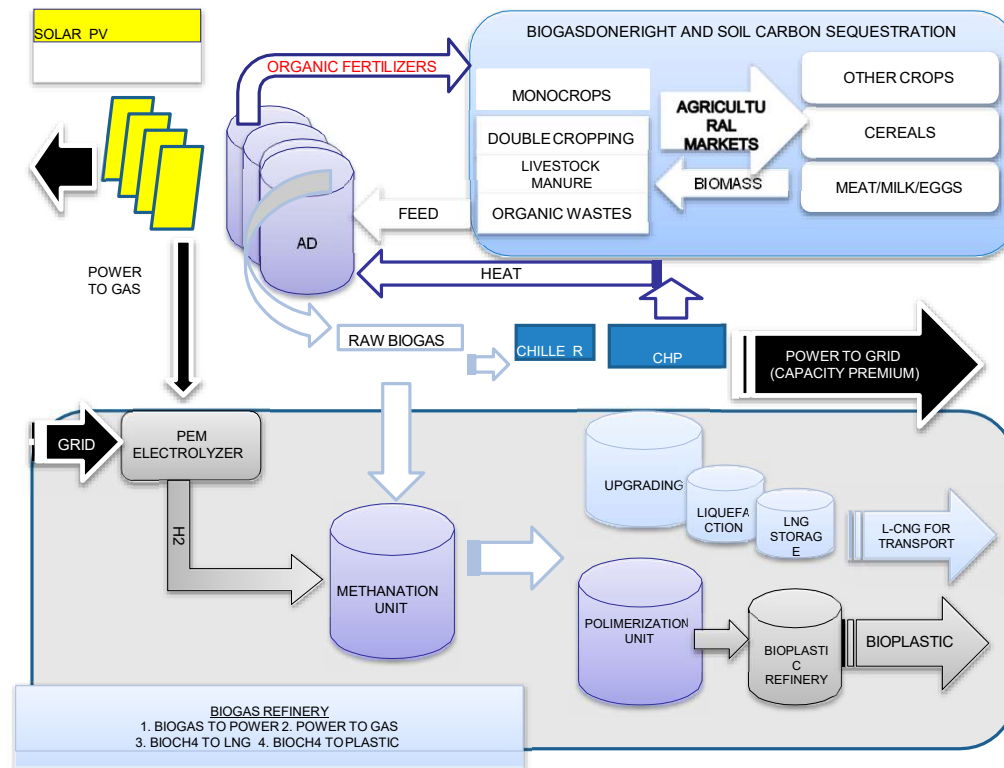 SOLAR PV
BIOGASDONERIGHT AND SOIL CARBON SEQUESTRATION
ORGANIC FERTILIZERS
MONOCROPS
DOUBLE CROPPING
LIVESTOCK
MANURE
ORGANIC WASTES
AGRICULTU
RAL
MARKETS
BIOMASS
OTHER CROPS
CEREALS
MEAT/MILK/EGGS
FEED
AD
HEAT
POWER
TO GAS
RAW BIOGAS
CHILLE R
CHP
POWER TO GRID
(CAPACITY PREMIUM)
GRID
PEM
ELECTROLYZER
H2
METHANATION
UNIT
UPGRADING
LIQUEFA
CTION
LNG
STORAG
E
L-CNG FOR
TRANSPORT
POLIMERIZATION
UNIT
BIOPLASTI
C
REFINERY
BIOPLASTIC
BIOGAS REFINERY
1. BIOGAS TO POWER 2. POWER TO GAS
3. BIOCH4 TO LNG 4. BIOCH4 TO PLASTIC